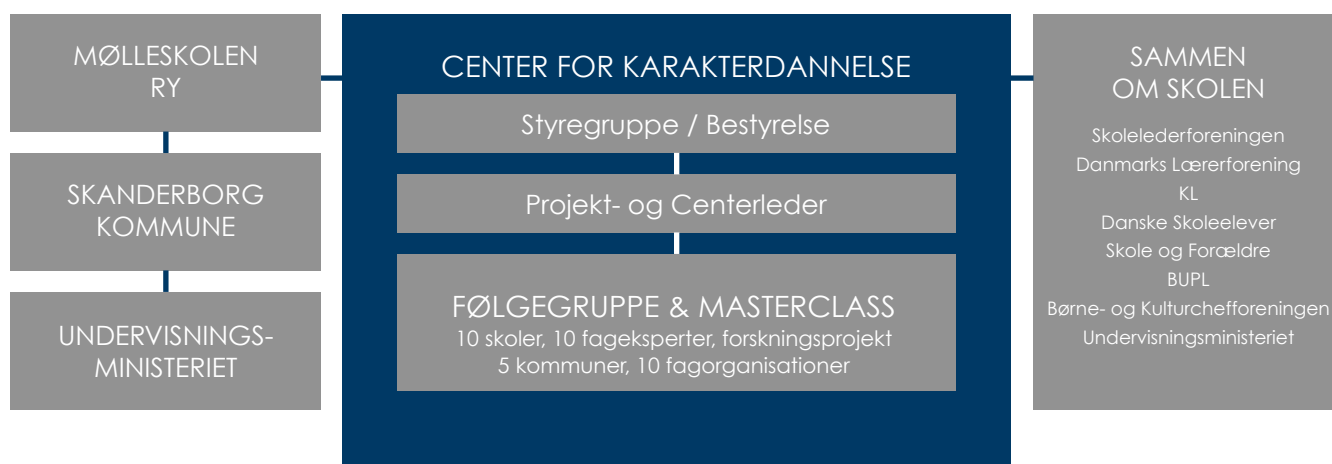 MØLLESKOLEN
RY
SKANDERBORG
KOMMUNE
UNDERVISNINGS-
MINISTERIET
CENTER FOR KARAKTERDANNELSE
Styregruppe / Bestyrelse
Projekt- og Centerleder
FØLGEGRUPPE & MASTERCLASS
10 skoler, 10 fageksperter, forskningsprojekt
5 kommuner, 10 fagorganisationer
SAMMEN
OM SKOLEN
Skolelederforeningen
Danmarks Lærerforening
KL
Danske Skoleelever
Skole og Forældre
BUPL
Børne- og Kulturchefforeningen
Undervisningsministeriet